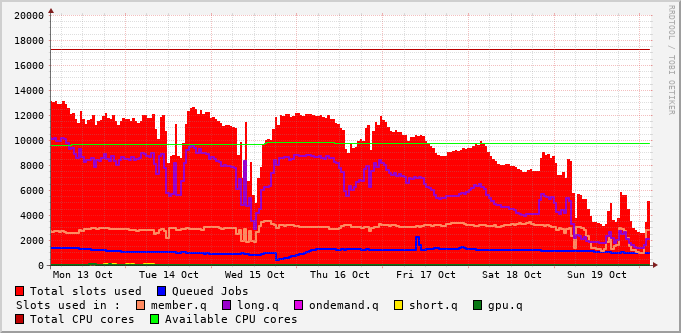 20000
18000
16000
14000
12000
10000
8000
6000
4000
2000
0
Mon 13 Oct Tue 14 Oct Wed 15 Oct Thu 16 Oct Fri 17 Oct Sat 18 Oct Sun 19 Oct
RRDTOOL / TOBI OETIKER
Total slots used Queued Jobs
Slots used in : member.q long.q ondemand.q short.q gpu.q
Total CPU cores Available CPU cores